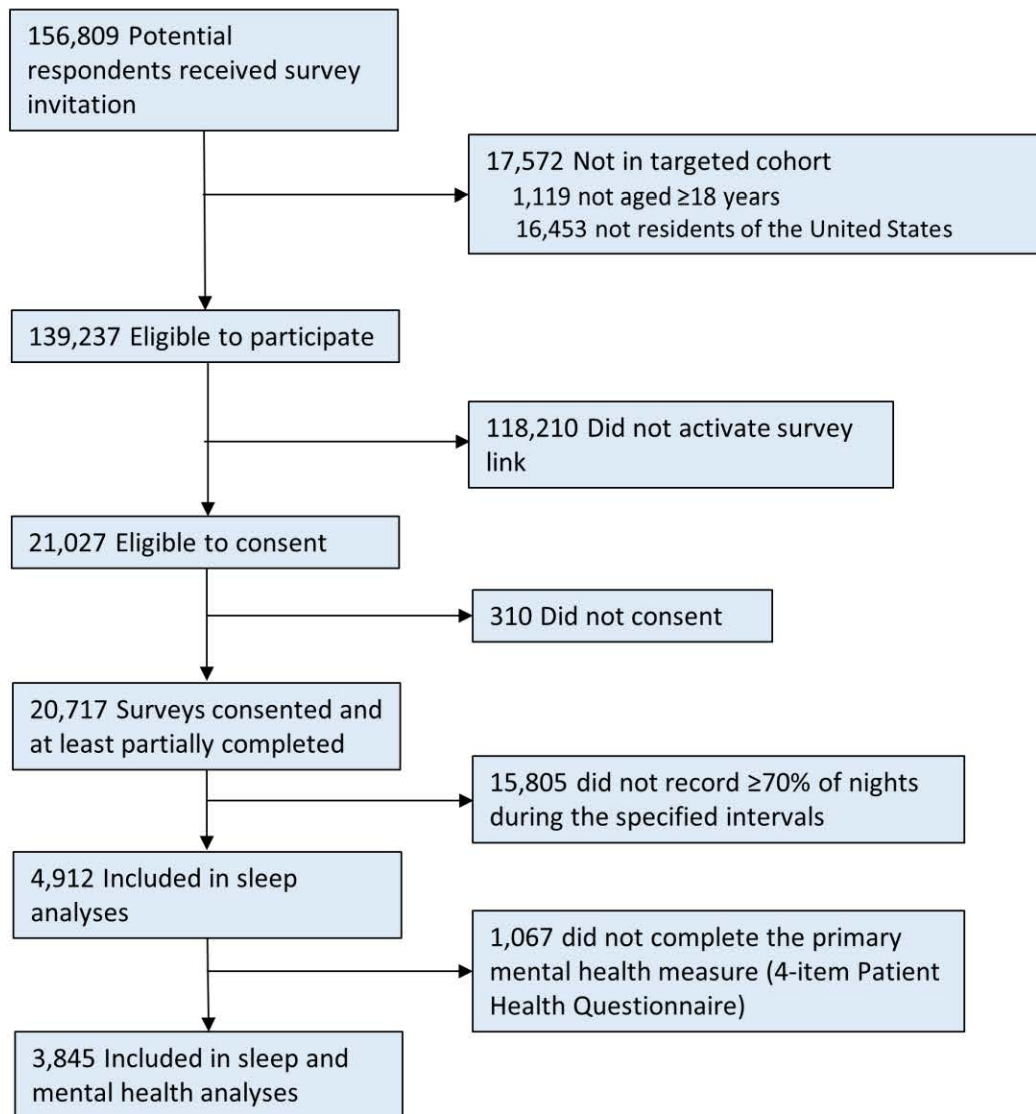 156,809 Potential
respondents received survey
invitation
17,572 Not in targeted cohort
1,119 not aged ≥18 years
16,453 not residents of the United States
139,237 Eligible to participate
118,210 Did not activate survey
link
21,027 Eligible to consent
310 Did not consent
20,717 Surveys consented and
at least partially completed
15,805 did not record ≥70% of nights
during the specified intervals
4,912 Included in sleep
analyses
1,067 did not complete the primary
mental health measure (4-item Patient
Health Questionnaire)
3,845 Included in sleep and
mental health analyses